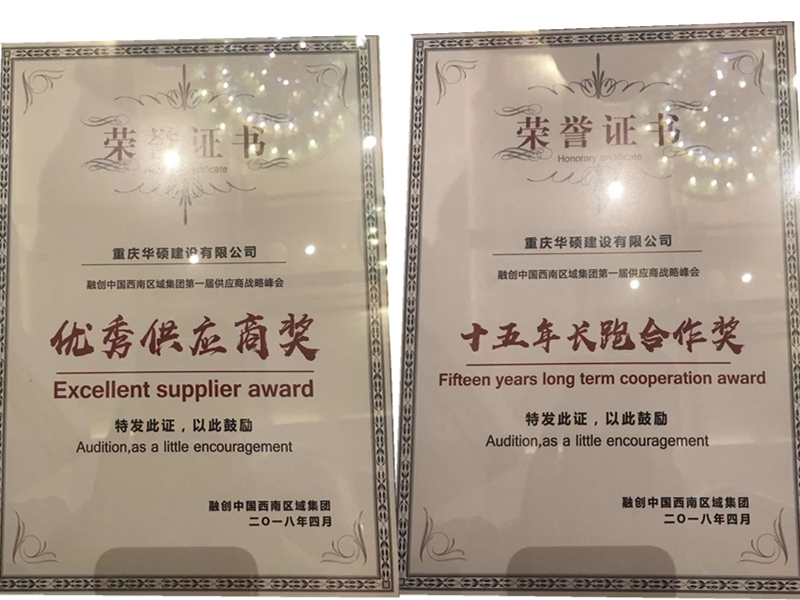 荣誉证书
Honorary certificate
重庆华硕建设有限公司
融创中国西南区域集团第一届供应商战略峰会
优秀供应商奖
Excellent supplier award
特发此证，以此鼓励
Audition,as a little encouragement
融创中国西南区域集团
二〇一八年四月
荣誉证书
Honorary certificate
重庆华硕建设有限公司
融创中国西南区域集团第一届供应商战略峰会
十五年长跑合作奖
Fifteen years long term cooperation award
特发此证，以此鼓励
Audition,as a little encouragement
融创中国西南区域集团
二〇一八年四月